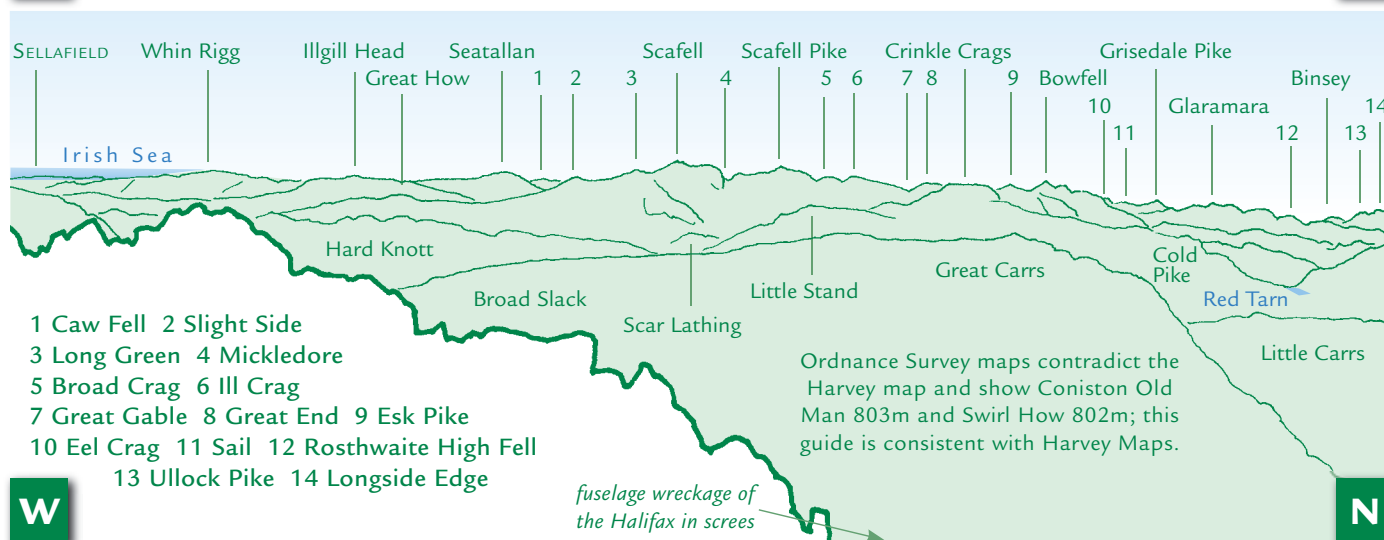 SELLAFIELD Whin Rigg Illgill Head Seatallan Scafell Scafell Pike Crinkle Crags Grisedale Pike
Great How 1 2 3 4 5 6 7 8 9 Bowfell Binsey
10 Glaramara 14
11 12 13
Irish Sea
Hard Knott
Cold
Pike
Great Carrs
Little Stand
Broad Slack
Red Tarn
Scar Lathing
Little Carrs
1 Caw Fell 2 Slight Side
3 Long Green 4 Mickledore
5 Broad Crag 6 Ill Crag
7 Great Gable 8 Great End 9 Esk Pike
10 Eel Crag 11 Sail 12 Rosthwaite High Fell
13 Ullock Pike 14 Longside Edge
Ordnance Survey maps contradict the
Harvey map and show Coniston Old
Man 803m and Swirl How 802m; this
guide is consistent with Harvey Maps.
fuselage wreckage of
the Halifax in screes
W
N